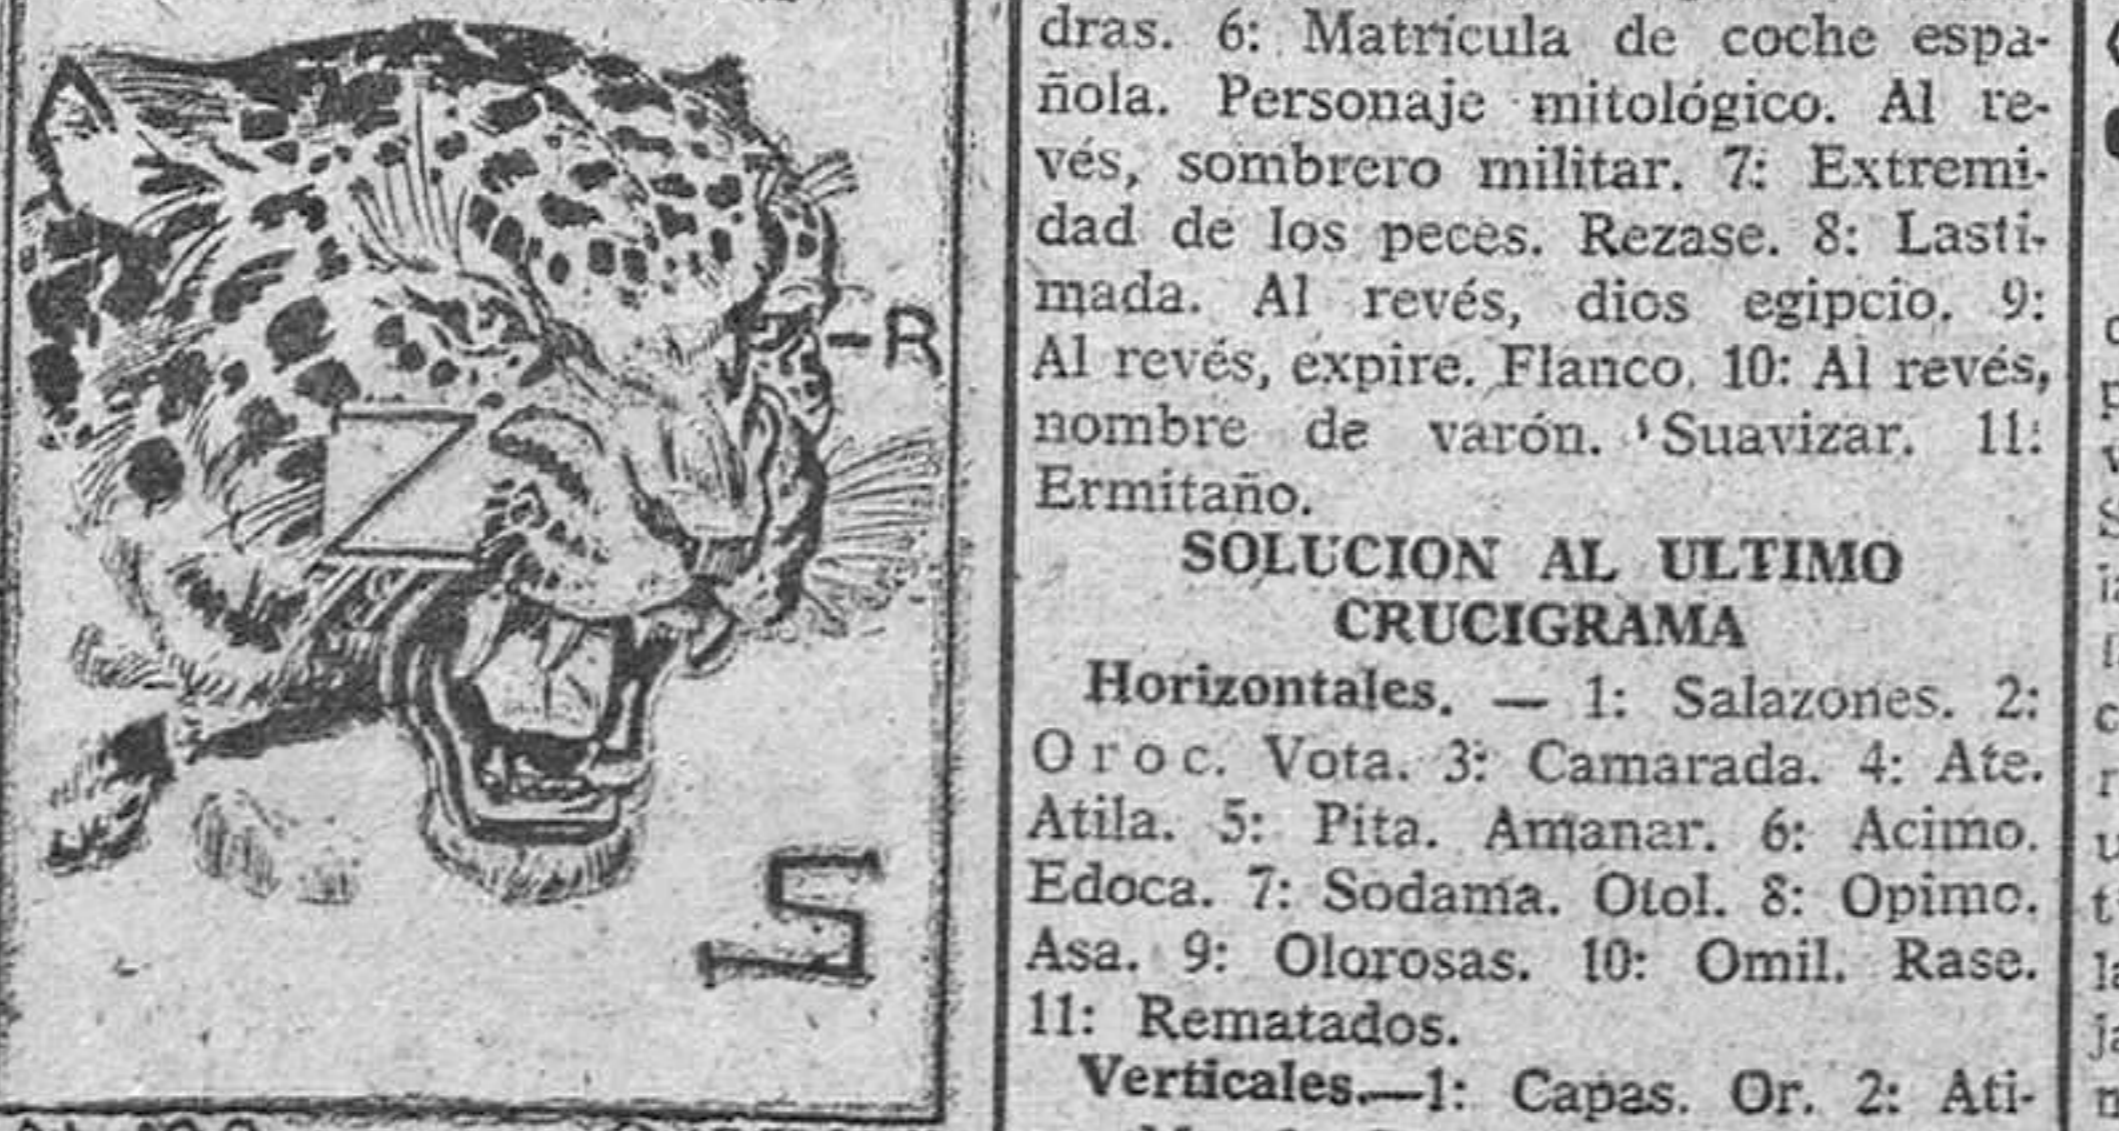 -R
Z
S
dras. 6: Matrícula de coche espa-
ñola. Personaje mitológico. Al re-
vés, sombrero militar. 7: Extremi-
dad de los peces. Rezase. 8: Lasti-
mada. Al revés, dios egipcio. 9:
Al revés, expire. Flanco. 10: Al revés,
nombre de varón. Suavizar. 11:
Ermitaño.
SOLUCION AL ULTIMO
CRUCIGRAMA
Horizontales. — 1: Salazones. 2:
Oroc. Vota. 3: Camarada. 4: Ate.
Atila. 5: Pita. Amanar. 6: Acimo.
Edoca. 7: Sodama. Otol. 8: Opimo.
Asa. 9: Olorosas. 10: Omil. Rase.
11: Rematados.
Verticales.—1: Capas. Or. 2: Ati-